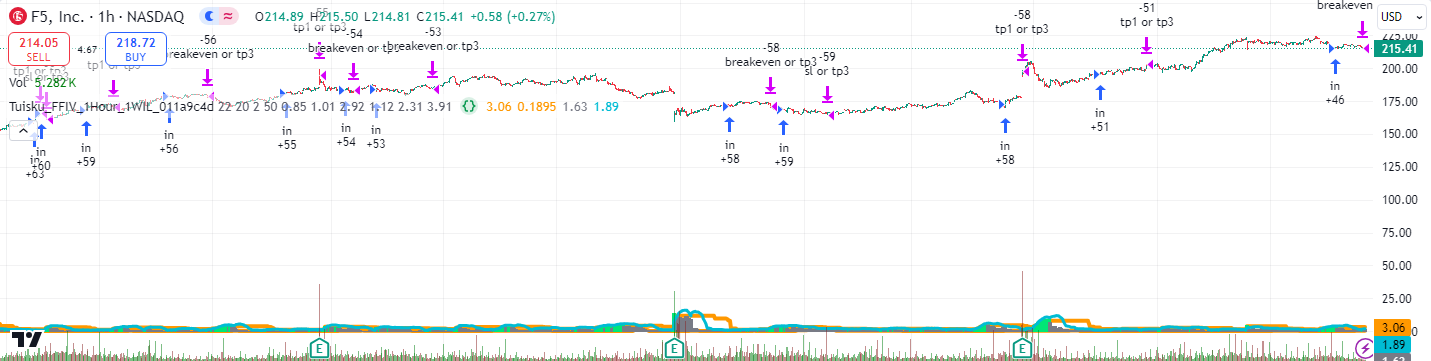 F5, Inc. · 1h · NASDAQ
O214.89 H215.50 L214.81 C215.41 +0.58 (+0.27%)
214.05
SELL
4.67
218.72
BUY
Vol 5.282K
Tuisku_FFIV_1Hour_1WIL_011a9c4d 22 20 2 50 0.85 1.01 2.92 1.12 2.31 3.91 {} 3.06 0.1895 1.63 1.89
tp1 or tp3
-56
breakeven or tp3
-55
tp1 or tp3
-54
breakeven or tp3
-53
breakeven or tp3
-58
breakeven or tp3
-59
sl or tp3
-58
tp1 or tp3
-51
tp1 or tp3
breakeven
in
+63
in
+60
in
+59
in
+56
in
+55
in
+54
in
+53
in
+58
in
+59
in
+58
in
+51
in
+46
USD
225.00
215.41
200.00
175.00
150.00
125.00
100.00
75.00
50.00
25.00
3.06
1.89
1.63
E
E
E